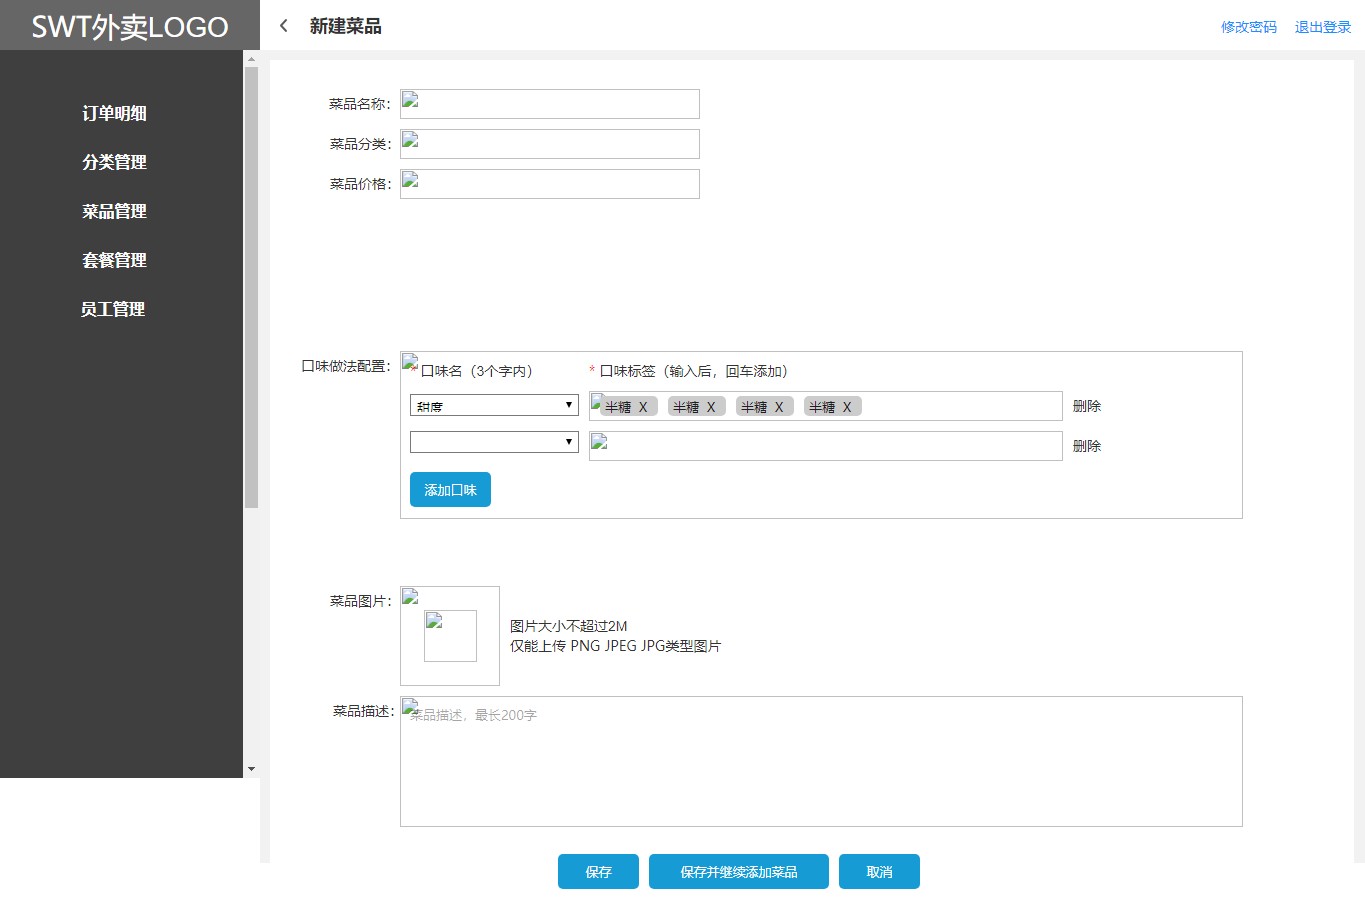 SWT外卖LOGO
新建菜品
修改密码 退出登录
订单明细
分类管理
菜品管理
套餐管理
员工管理
菜品名称：
菜品分类：
菜品价格：
口味做法配置：
* 口味名（3个字内） * 口味标签（输入后，回车添加）
甜度 半糖 X 半糖 X 半糖 X 半糖 X 删除
删除
添加口味
菜品图片：
图片大小不超过2M
仅能上传 PNG JPEG JPG类型图片
菜品描述：
菜品描述，最长200字
保存 保存并继续添加菜品 取消